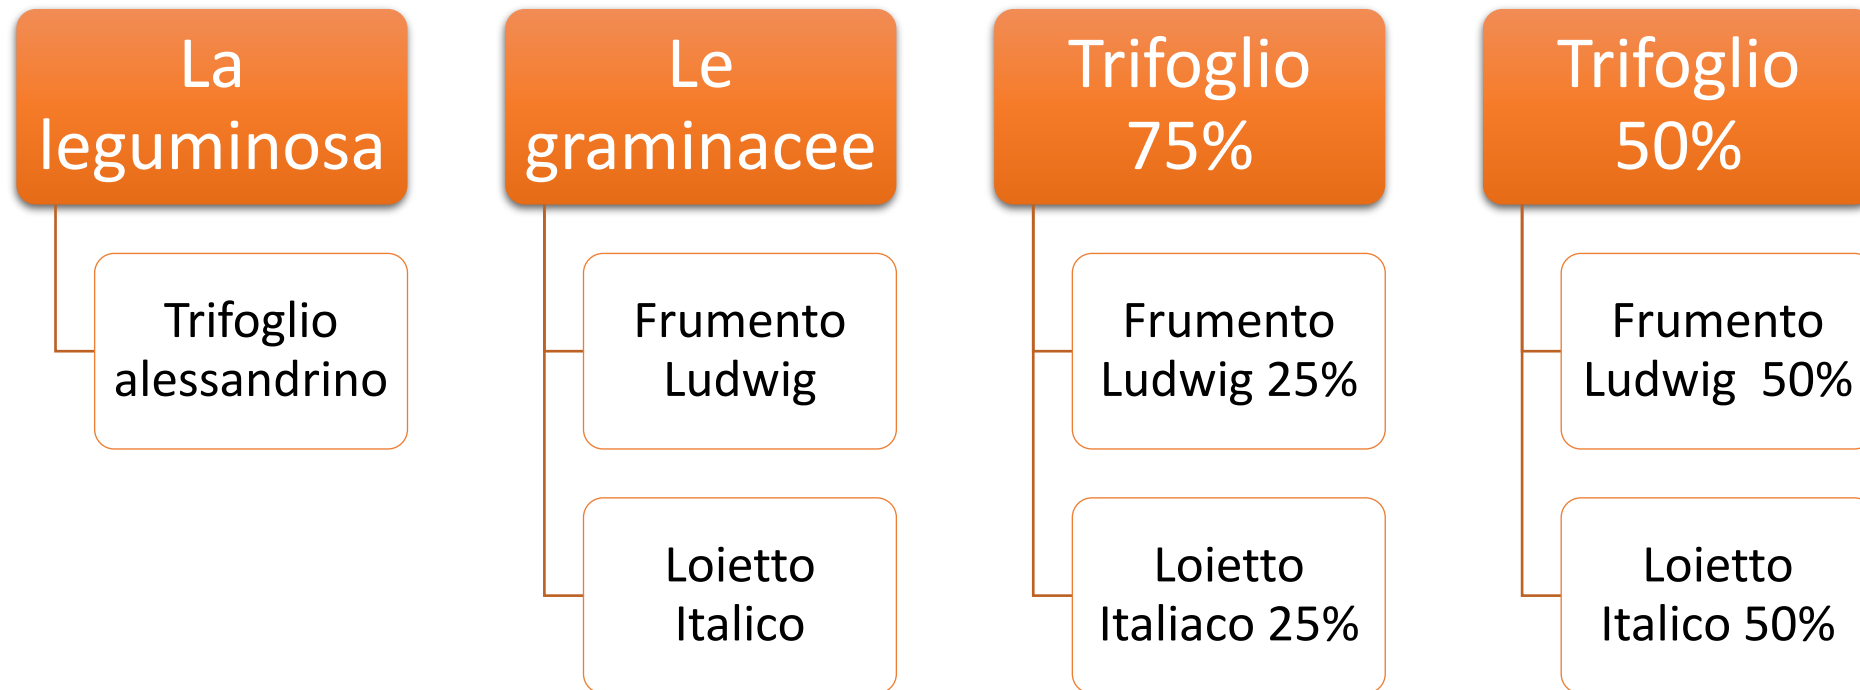 La
leguminosa
Trifoglio
alessandrino
Le
graminacee
Frumento
Ludwig
Loietto
Italico
Trifoglio
75%
Frumento
Ludwig 25%
Loietto
Italiaco 25%
Trifoglio
50%
Frumento
Ludwig  50%
Loietto
Italico 50%